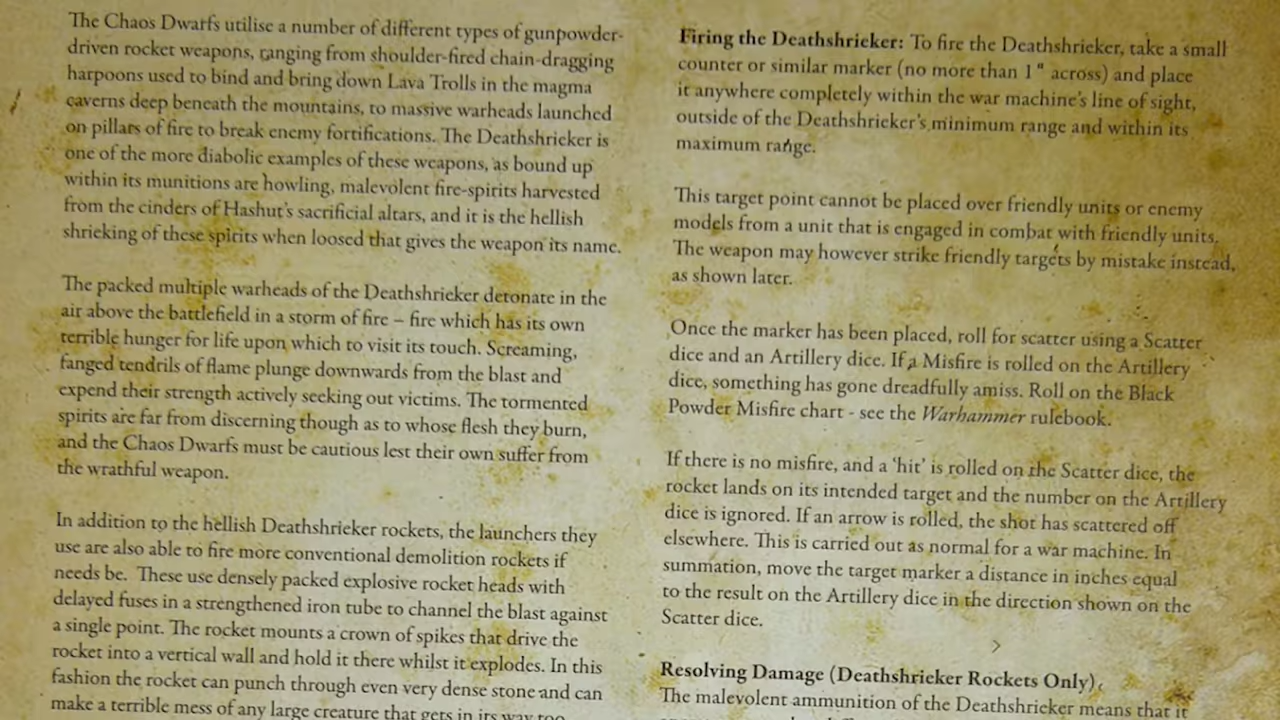 The Chaos Dwarfs utilise a number of different types of gunpowder-
driven rocket weapons, ranging from shoulder-fired chain-dragging
harpoons used to bind and bring down Lava Trolls in the magma
caverns deep beneath the mountains, to massive warheads launched
on pillars of fire to break enemy fortifications. The Deathshrieker is
one of the more diabolic examples of these weapons, as bound up
within its munitions are howling, malevolent fire-spirits harvested
from the cinders of Hashut's sacrificial altars, and it is the hellish
shrieking of these spirits when loosed that gives the weapon its name.
The packed multiple warheads of the Deathshrieker detonate in the
air above the battlefield in a storm of fire – fire which has its own
terrible hunger for life upon which to visit its touch. Screaming,
fanged tendrils of flame plunge downwards from the blast and
expend their strength actively seeking out victims. The tormented
spirits are far from discerning though as to whose flesh they burn,
and the Chaos Dwarfs must be cautious lest their own suffer from
the wrathful weapon.
In addition to the hellish Deathshrieker rockets, the launchers they
use are also able to fire more conventional demolition rockets if
needs be. These use densely packed explosive rocket heads with
delayed fuses in a strengthened iron tube to channel the blast against
a single point. The rocket mounts a crown of spikes that drive the
rocket into a vertical wall and hold it there whilst it explodes. In this
fashion the rocket can punch through even very dense stone and can
make a terrible mess of any large creature that gets in its way too.
Firing the Deathshrieker: To fire the Deathshrieker, take a small
counter or similar marker (no more than 1" across) and place
it anywhere completely within the war machine's line of sight,
outside of the Deathshrieker's minimum range and within its
maximum range.
This target point cannot be placed over friendly units or enemy
models from a unit that is engaged in combat with friendly units.
The weapon may however strike friendly targets by mistake instead,
as shown later.
Once the marker has been placed, roll for scatter using a Scatter
dice and an Artillery dice. If a Misfire is rolled on the Artillery
dice, something has gone dreadfully amiss. Roll on the Black
Powder Misfire chart - see the Warhammer rulebook.
If there is no misfire, and a 'hit' is rolled on the Scatter dice, the
rocket lands on its intended target and the number on the Artillery
dice is ignored. If an arrow is rolled, the shot has scattered off
elsewhere. This is carried out as normal for a war machine. In
summation, move the target marker a distance in inches equal
to the result on the Artillery dice in the direction shown on the
Scatter dice.
Resolving Damage (Deathshrieker Rockets Only)
The malevolent ammunition of the Deathshrieker means that it